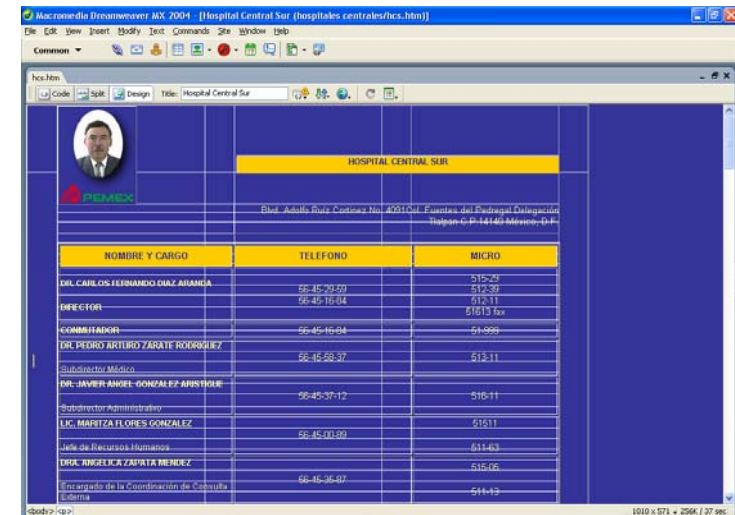 Macromedia Dreamweaver MX 2004 - [Hospital Central Sur (hospitales centrales/hcs.htm)]
File Edit View Insert Modify Text Commands Site Window Help
Common
hcs.htm
Code Split Design Title: Hospital Central Sur
HOSPITAL CENTRAL SUR
PEMEX
Blvd. Adolfo Ruíz Cortinez No. 4091Col. Fuentes del Pedregal Delegación
Tlalpan C.P.14140 México, D.F.
NOMBRE Y CARGO TELEFONO MICRO
DR. CARLOS FERNANDO DIAZ ARANDA 56-45-29-59 515-29
512-39
DIRECTOR 56-45-16-84 512-11
51613 fax
CONMUTADOR 56-45-16-84 51-999
DR. PEDRO ARTURO ZARATE RODRIGUEZ
56-45-58-37 513-11
Subdirector Médico
DR. JAVIER ANGEL GONZALEZ ARISTIGUE
56-45-37-12 516-11
Subdirector Administrativo
LIC. MARITZA FLORES GONZALEZ 51511
56-45-00-89
Jefe de Recursos Humanos 511-63
DRA. ANGELICA ZAPATA MENDEZ 515-05
56-45-35-87
Encargado de la Coordinación de Consulta
Externa 511-13
<body> <p> 1010 x 571 256K / 37 sec